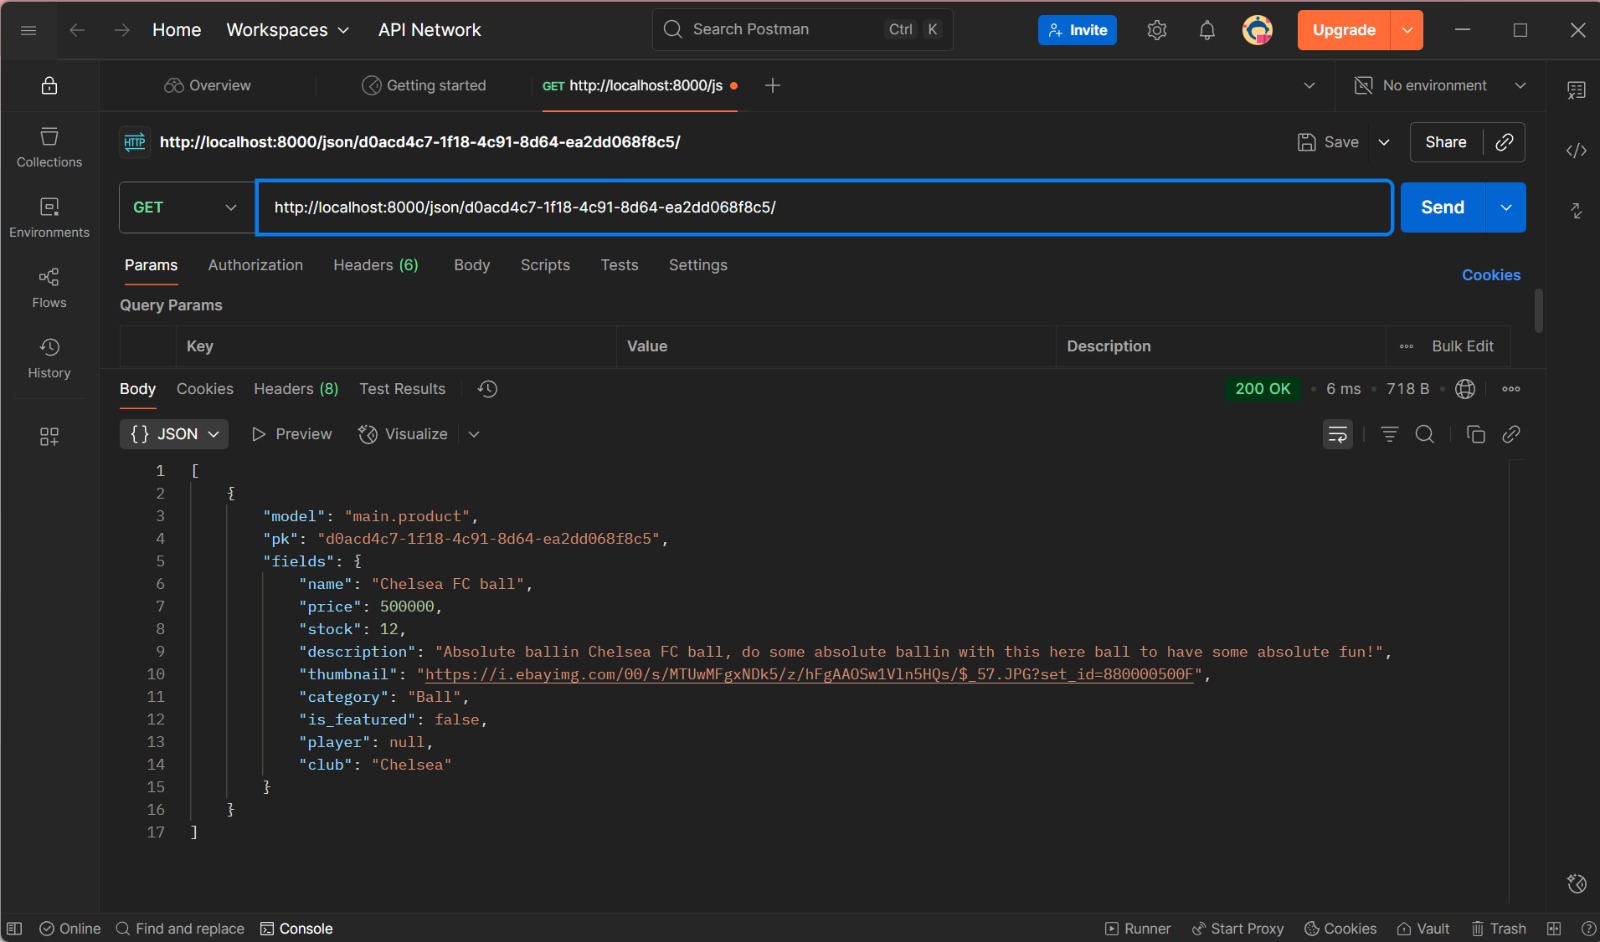 Home Workspaces API Network Search Postman Ctrl K Invite Upgrade
Overview Getting started GET http://localhost:8000/js No environment
HTTP http://localhost:8000/json/d0acd4c7-1f18-4c91-8d64-ea2dd068f8c5/ Save Share
Collections
GET http://localhost:8000/json/d0acd4c7-1f18-4c91-8d64-ea2dd068f8c5/ Send
Environments
Params Authorization Headers (6) Body Scripts Tests Settings Cookies
Flows
Query Params
Key Value Description Bulk Edit
History
Body Cookies Headers (8) Test Results 200 OK 6 ms 718 B
{} JSON Preview Visualize
1 [
2 {
3 "model": "main.product",
4 "pk": "d0acd4c7-1f18-4c91-8d64-ea2dd068f8c5",
5 "fields": {
6 "name": "Chelsea FC ball",
7 "price": 500000,
8 "stock": 12,
9 "description": "Absolute ballin Chelsea FC ball, do some absolute ballin with this here ball to have some absolute fun!",
10 "thumbnail": "https://i.ebayimg.com/00/s/MTUwMFgxNDk5/z/hFgAAOSw1Vln5HQs/$_57.JPG?set_id=880000500F",
11 "category": "Ball",
12 "is_featured": false,
13 "player": null,
14 "club": "Chelsea"
15 }
16 }
17 ]
Online Find and replace Console Runner Start Proxy Cookies Vault Trash